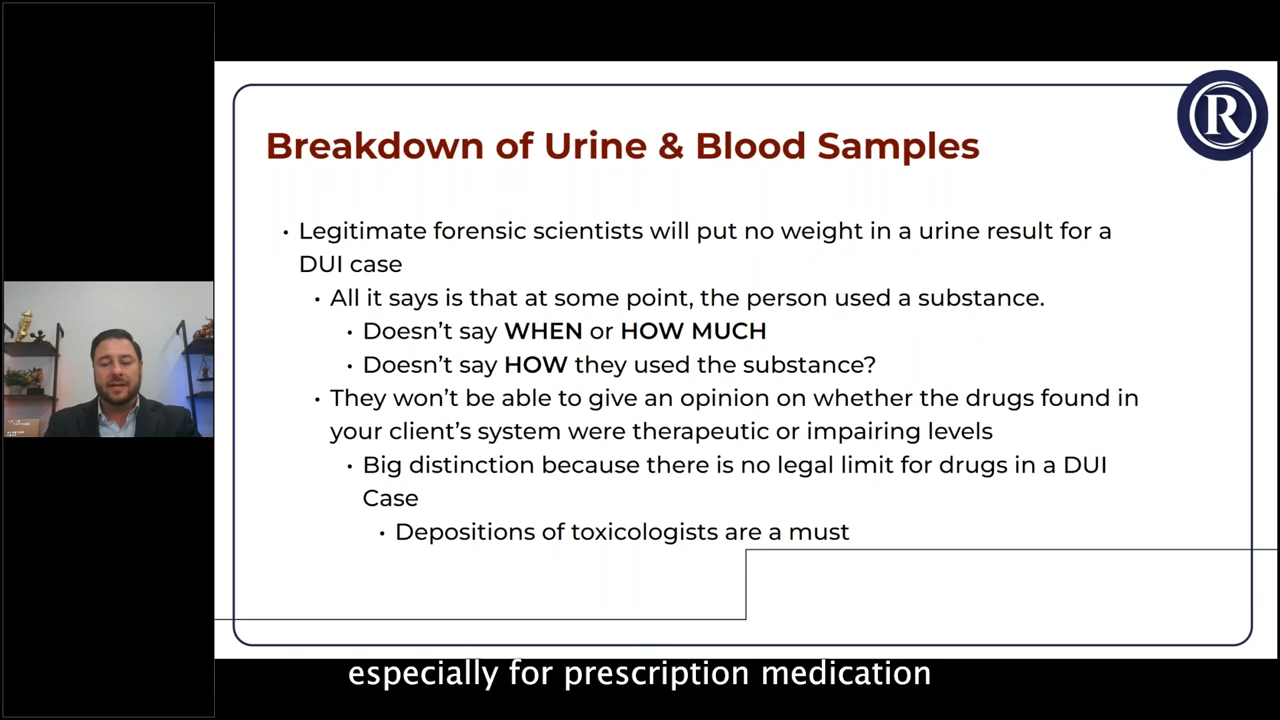 R
Breakdown of Urine & Blood Samples
• Legitimate forensic scientists will put no weight in a urine result for a
DUI case
• All it says is that at some point, the person used a substance.
• Doesn't say WHEN or HOW MUCH
• Doesn't say HOW they used the substance?
• They won't be able to give an opinion on whether the drugs found in
your client's system were therapeutic or impairing levels
• Big distinction because there is no legal limit for drugs in a DUI
Case
• Depositions of toxicologists are a must
especially for prescription medication